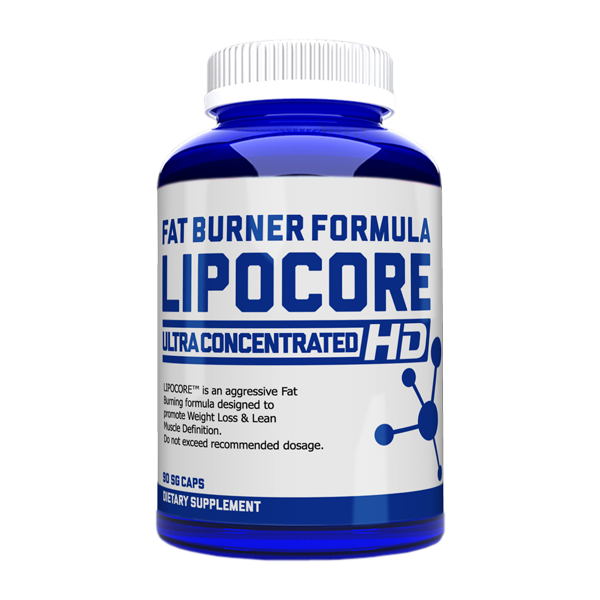 FAT BURNER FORMULA
LIPOCORE
ULTRA CONCENTRATED HD
LIPOCORE™ is an aggressive Fat
Burning formula designed to
promote Weight Loss & Lean
Muscle Definition.
Do not exceed recommended dosage.
90 SG CAPS
DIETARY SUPPLEMENT